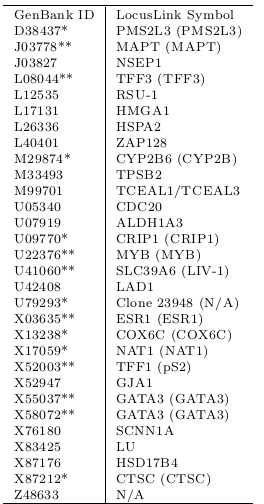 GenBank ID LocusLink Symbol
D38437* PMS2L3 (PMS2L3)
J03778** MAPT (MAPT)
J03827 NSEP1
L08044** TFF3 (TFF3)
L12535 RSU-1
L17131 HMGA1
L26336 HSPA2
L40401 ZAP128
M29874* CYP2B6 (CYP2B)
M33493 TPSB2
M99701 TCEAL1/TCEAL3
U05340 CDC20
U07919 ALDH1A3
U09770* CRIP1 (CRIP1)
U22376** MYB (MYB)
U41060** SLC39A6 (LIV-1)
U42408 LAD1
U79293* Clone 23948 (N/A)
X03635** ESR1 (ESR1)
X13238* COX6C (COX6C)
X17059* NAT1 (NAT1)
X52003** TFF1 (pS2)
X52947 GJA1
X55037** GATA3 (GATA3)
X58072** GATA3 (GATA3)
X76180 SCNN1A
X83425 LU
X87176 HSD17B4
X87212* CTSC (CTSC)
Z48633 N/A